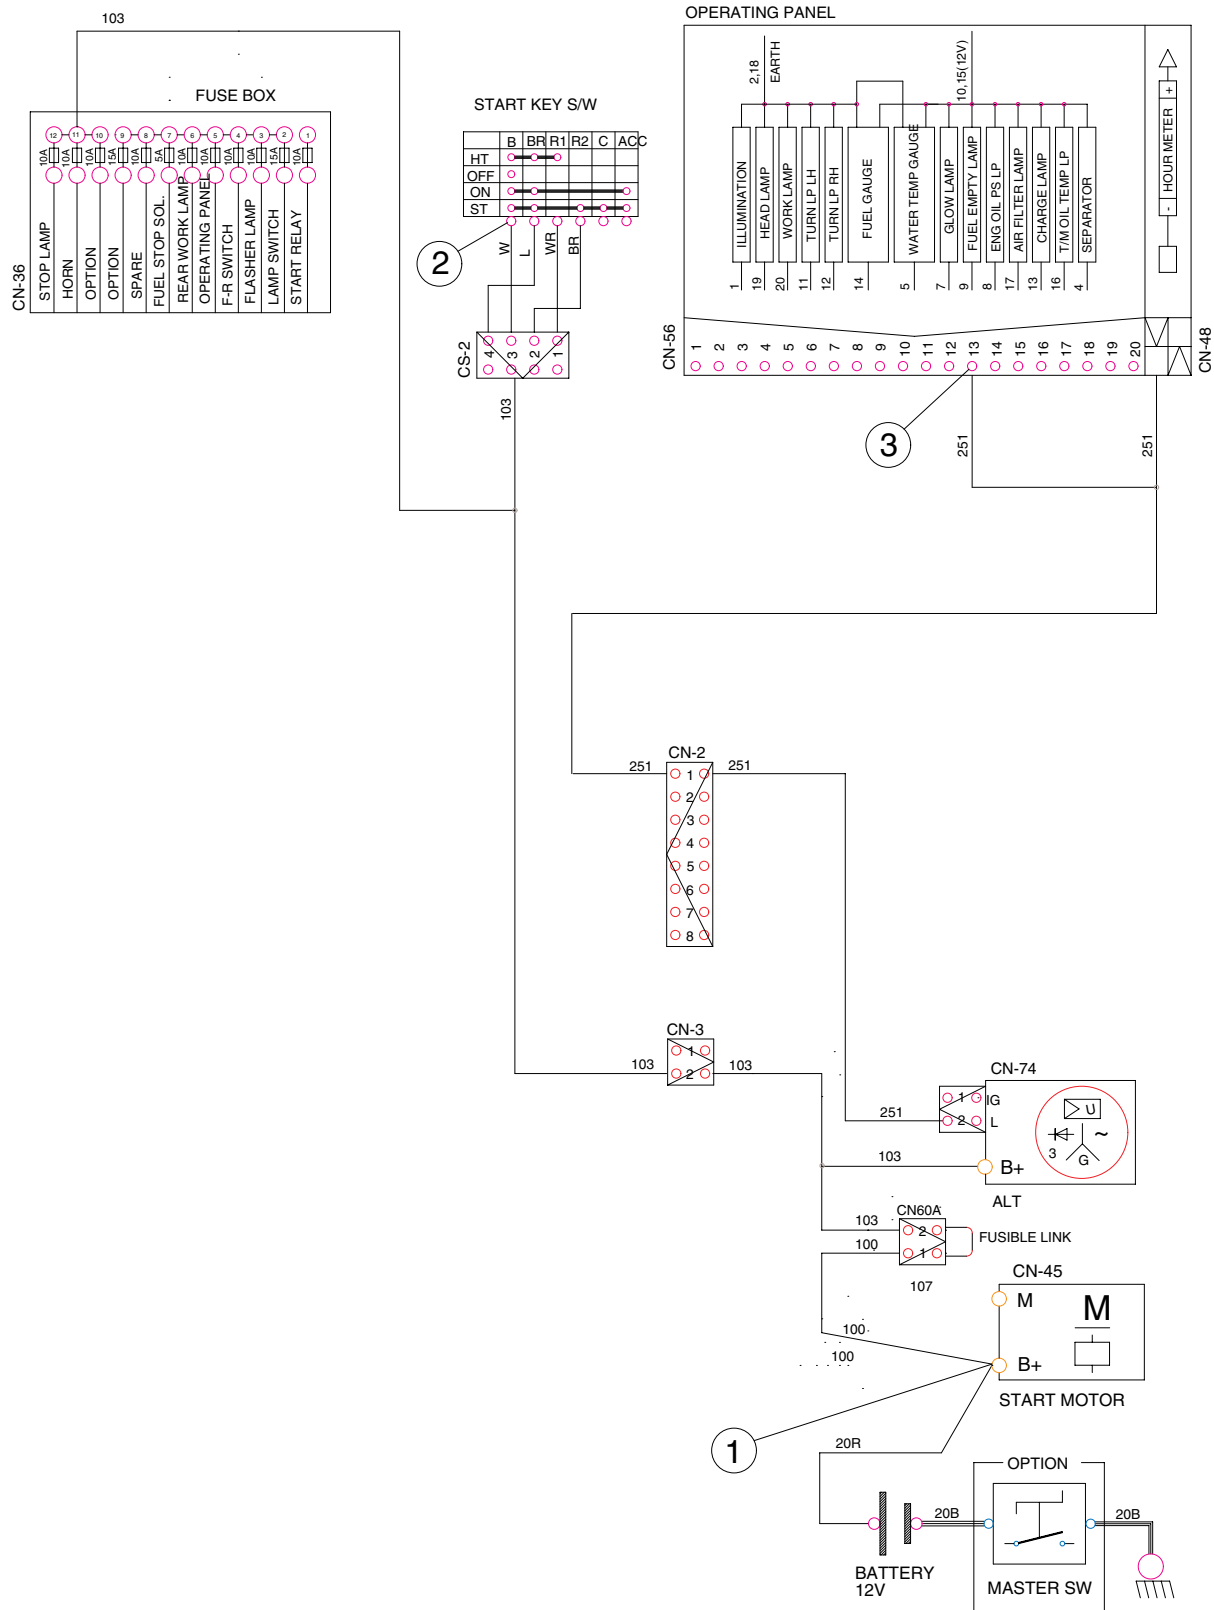 OPERATING PANEL
103
FUSE BOX
12 11 10 9 8 7 6 5 4 3 2 1
10A 10A 10A 15A 10A 5A 10A 10A 10A 10A 15A 10A
STOP LAMP
HORN
OPTION
OPTION
SPARE
FUEL STOP SOL.
REAR WORK LAMP
OPERATING PANEL
F-R SWITCH
FLASHER LAMP
LAMP SWITCH
START RELAY
CN-36
START KEY S/W
B BR R1 R2 C ACC
HT
OFF
ON
ST
2
W L WR BR
CS-2
4 3 2 1
103
2,18
EARTH
10,15(12V)
ILLUMINATION
HEAD LAMP
WORK LAMP
TURN LP LH
TURN LP RH
FUEL GAUGE
WATER TEMP GAUGE
GLOW LAMP
FUEL EMPTY LAMP
ENG OIL PS LP
AIR FILTER LAMP
CHARGE LAMP
T/M OIL TEMP LP
SEPARATOR
1 19 20 11 12 14 5 7 9 8 17 13 16 4
- HOUR METER +
CN-56
1 2 3 4 5 6 7 8 9 10 11 12 13 14 15 16 17 18 19 20
CN-48
3
251
251
CN-2
251
251
1
2
3
4
5
6
7
8
CN-3
1
103
2
103
CN-74
1 IG
251
2 L
U
3
~
G
103
B+
ALT
CN60A
103
2
FUSIBLE LINK
100
1
107
CN-45
M
M
100
100
B+
START MOTOR
1
20R
OPTION
20B
20B
BATTERY
12V
MASTER SW